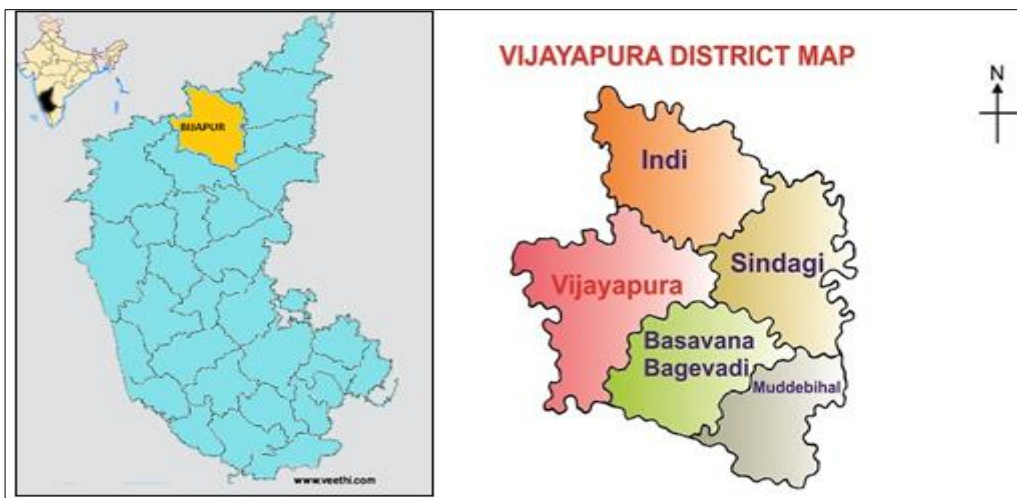 BIJAPUR
www.veethi.com
VIJAYAPURA DISTRICT MAP
N
Indi
Sindagi
Vijayapura
Basavana
Bagevadi
Muddebihal